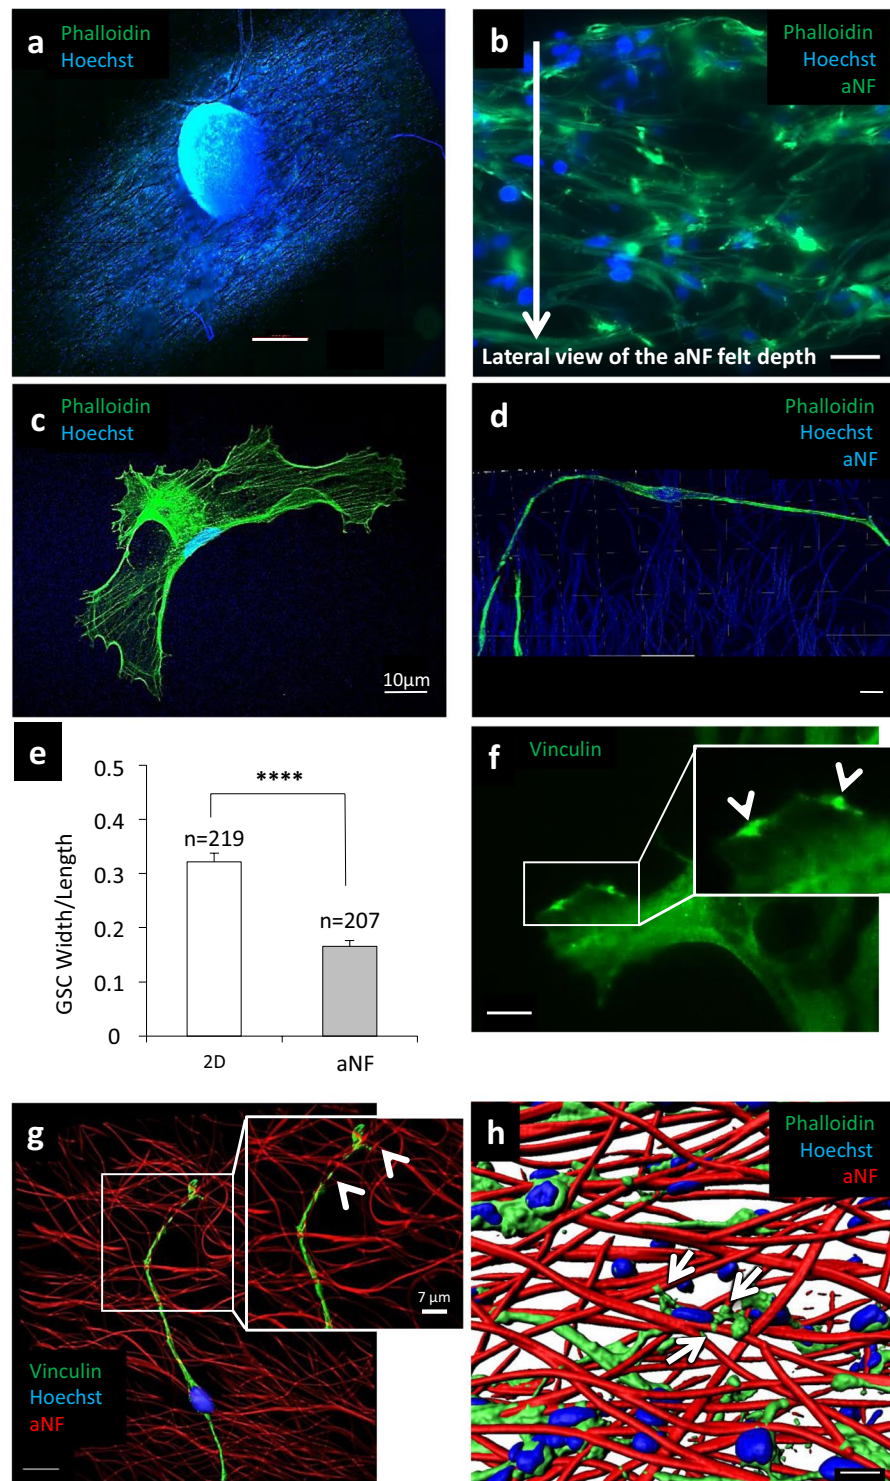 a
Phalloidin
Hoechst
b
Phalloidin
Hoechst
aNF
Lateral view of the aNF felt depth
c
Phalloidin
Hoechst
10μm
d
Phalloidin
Hoechst
aNF
e
GSC Width/Length
0.5
0.4
0.3
0.2
0.1
0
****
n=219
n=207
2D
aNF
f
Vinculin
g
7 μm
Vinculin
Hoechst
aNF
h
Phalloidin
Hoechst
aNF